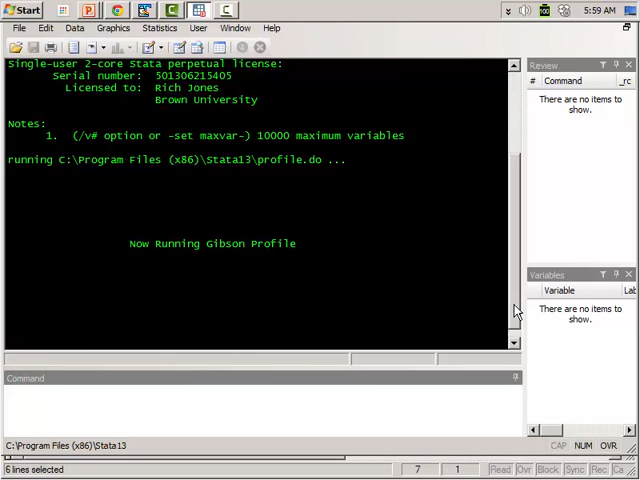 Start
5:59 AM
File Edit Data Graphics Statistics User Window Help
Single-user 2-core Stata perpetual license:
Serial number: 501306215405
Licensed to: Rich Jones
Brown University
Notes:
1. (/v# option or -set maxvar-) 10000 maximum variables
running C:\Program Files (x86)\Stata13\profile.do ...
Now Running Gibson Profile
Review
# Command _rc
There are no items to
show.
Variables
Variable Lab
There are no items to
show.
Command
C:\Program Files (x86)\Stata13
CAP NUM OVR
6 lines selected
7 1 Read Ovr Block Sync Rec Ca